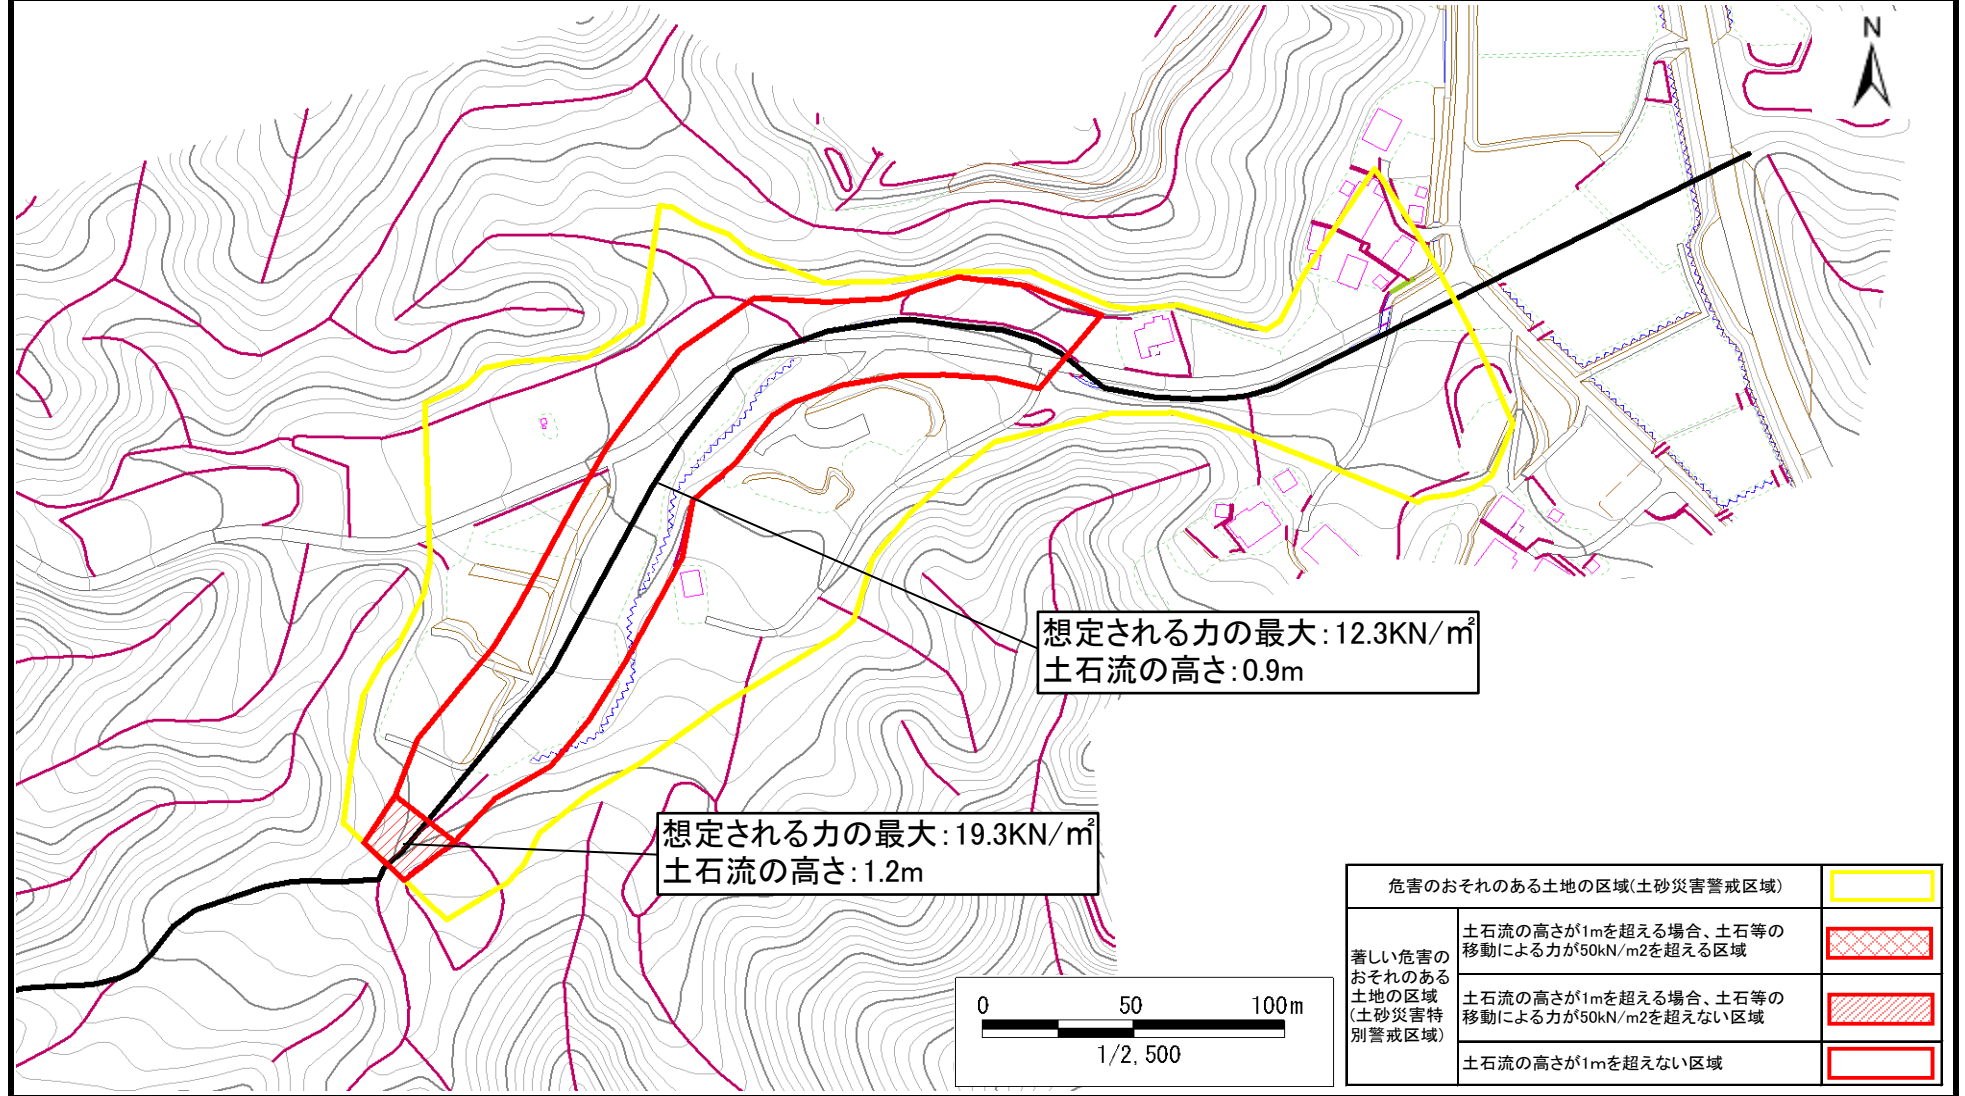 N
想定される力の最大：12.3KN/㎡
土石流の高さ：0.9m
想定される力の最大：19.3KN/㎡
土石流の高さ：1.2m
0 50 100m
1/2,500
危害のおそれのある土地の区域(土砂災害警戒区域)
著しい危害の
おそれのある
土地の区域
(土砂災害特
別警戒区域)
土石流の高さが1mを超える場合、土石等の
移動による力が50kN/m2を超える区域
土石流の高さが1mを超える場合、土石等の
移動による力が50kN/m2を超えない区域
土石流の高さが1mを超えない区域